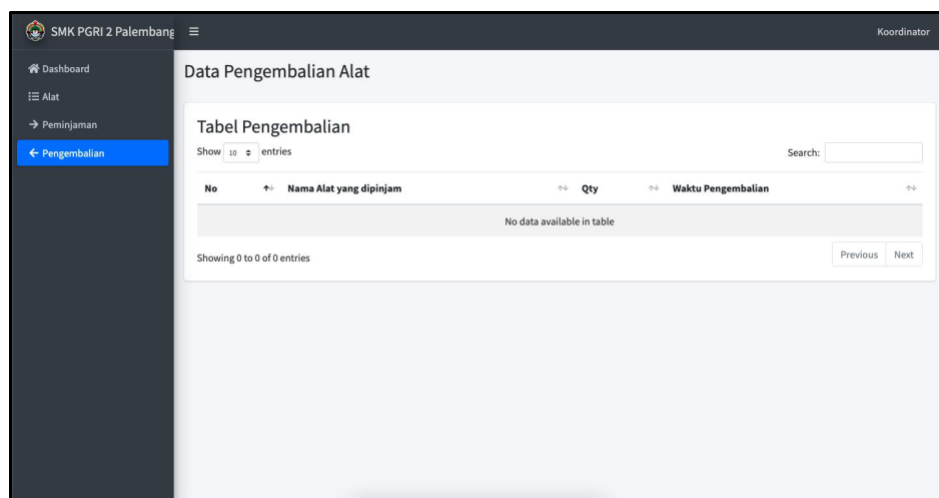 SMK PGRI 2 Palembang
Koordinator
Dashboard
Alat
Peminjaman
Pengembalian
Data Pengembalian Alat
Tabel Pengembalian
Show 10 entries
Search:
No Nama Alat yang dipinjam Qty Waktu Pengembalian
No data available in table
Showing 0 to 0 of 0 entries
Previous Next